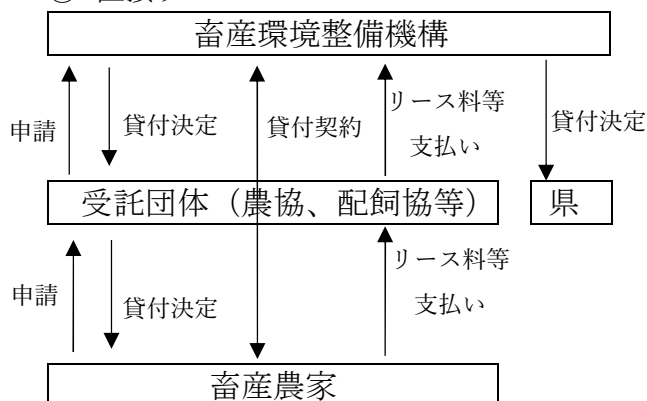 畜産環境整備機構
申請
貸付決定
貸付契約
リース料等
支払い
貸付決定
受託団体（農協、配飼協等）
県
申請
貸付決定
リース料等
支払い
畜産農家